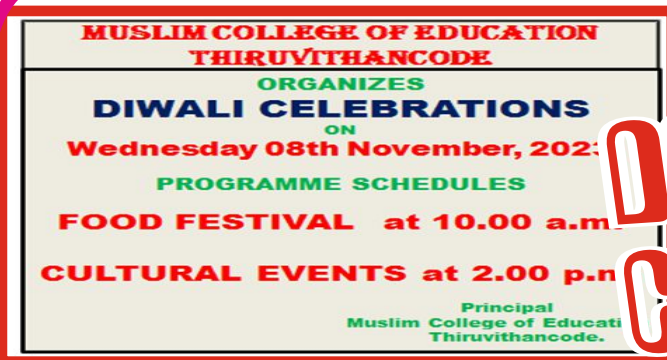 MUSLIM COLLEGE OF EDUCATION
THIRUVITHANCODE
ORGANIZES
DIWALI CELEBRATIONS
ON
Wednesday 08th November,
PROGRAMME SCHEDULES
FOOD FESTIVAL at 10.00 a.m.
CULTURAL EVENTS at 2.00
Principal
Muslim College of
Thiruvithancode.